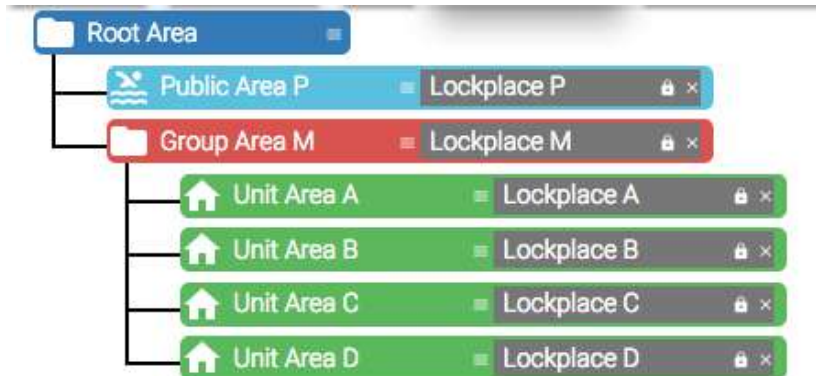 Root Area
Public Area P Lockplace P
Group Area M Lockplace M
Unit Area A Lockplace A
Unit Area B Lockplace B
Unit Area C Lockplace C
Unit Area D Lockplace D